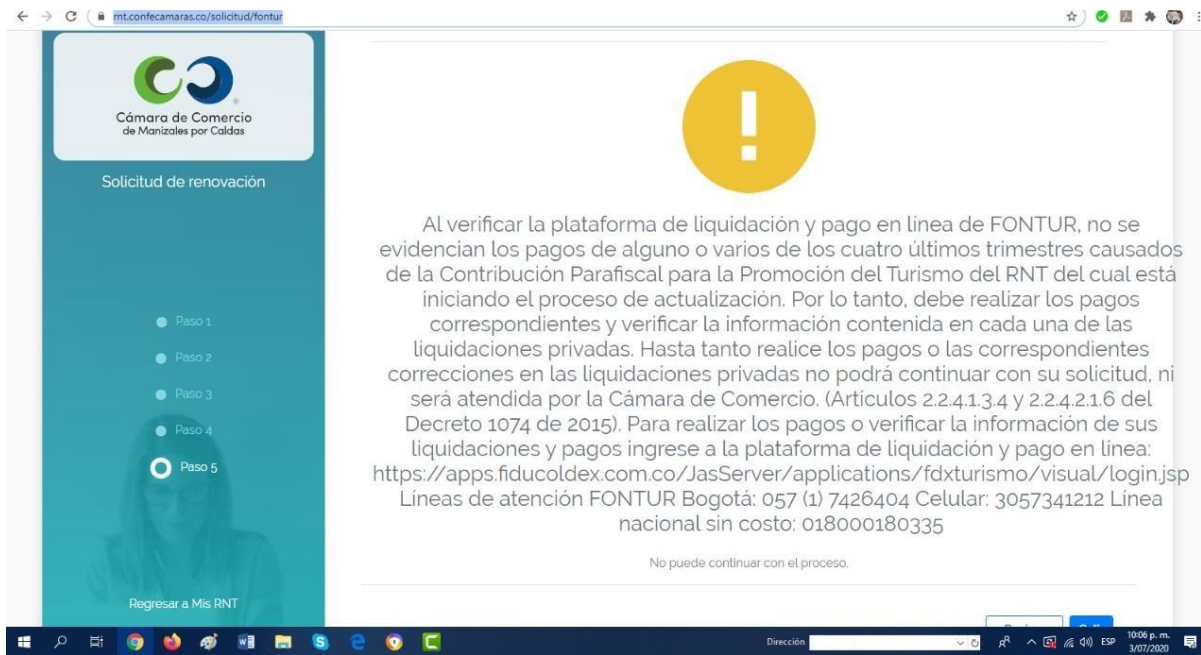 rnt.confecamaras.co/solicitud/fontur
Cámara de Comercio
de Manizales por Caldas
Solicitud de renovación
Paso 1
Paso 2
Paso 3
Paso 4
Paso 5
Regresar a Mis RNT
Al verificar la plataforma de liquidación y pago en línea de FONTUR, no se
evidencian los pagos de alguno o varios de los cuatro últimos trimestres causados
de la Contribución Parafiscal para la Promoción del Turismo del RNT del cual está
iniciando el proceso de actualización. Por lo tanto, debe realizar los pagos
correspondientes y verificar la información contenida en cada una de las
liquidaciones privadas. Hasta tanto realice los pagos o las correspondientes
correcciones en las liquidaciones privadas no podrá continuar con su solicitud, ni
será atendida por la Cámara de Comercio. (Artículos 2.2.4.1.3.4 y 2.2.4.2.1.6 del
Decreto 1074 de 2015). Para realizar los pagos o verificar la información de sus
liquidaciones y pagos ingrese a la plataforma de liquidación y pago en línea:
https://apps.fiducoldex.com.co/JasServer/applications/fdxturismo/visual/login.jsp
Líneas de atención FONTUR Bogotá: 057 (1) 7426404 Celular: 3057341212 Línea
nacional sin costo: 018000180335
No puede continuar con el proceso.
Dirección
ESP
10:06 p. m.
3/07/2020